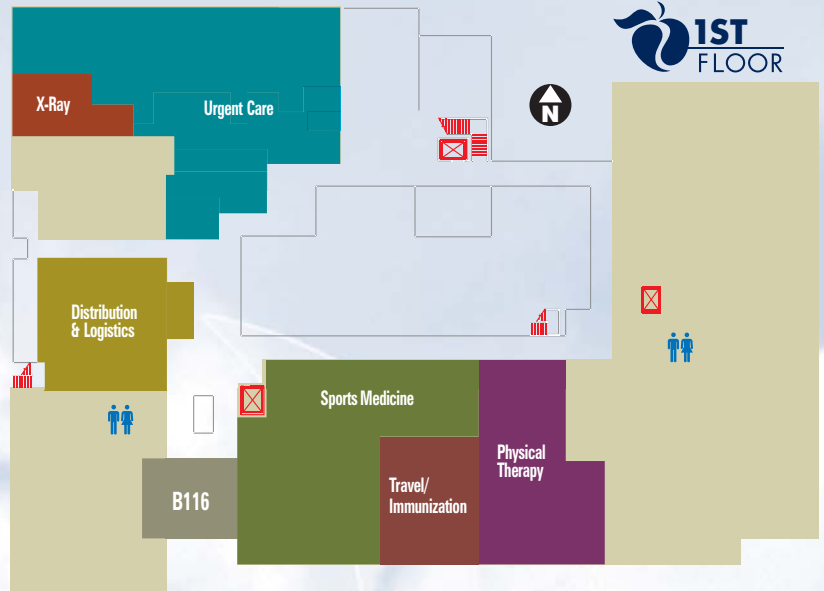 1ST
FLOOR
N
X-Ray
Urgent Care
Distribution
& Logistics
Sports Medicine
Physical
Therapy
Travel/
Immunization
B116